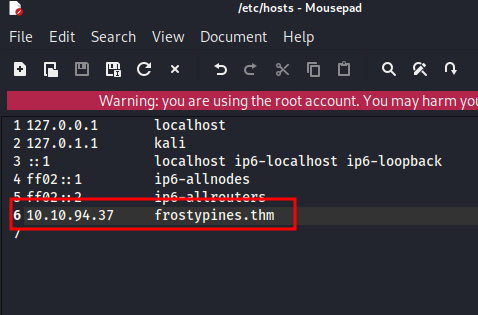 /etc/hosts - Mousepad
File Edit Search View Document Help
Warning: you are using the root account. You may harm you
1 127.0.0.1 localhost
2 127.0.1.1 kali
3 ::1 localhost ip6-localhost ip6-loopback
4 ff02::1 ip6-allnodes
5 ff02::2 ip6-allrouters
6 10.10.94.37 frostypines.thm
7